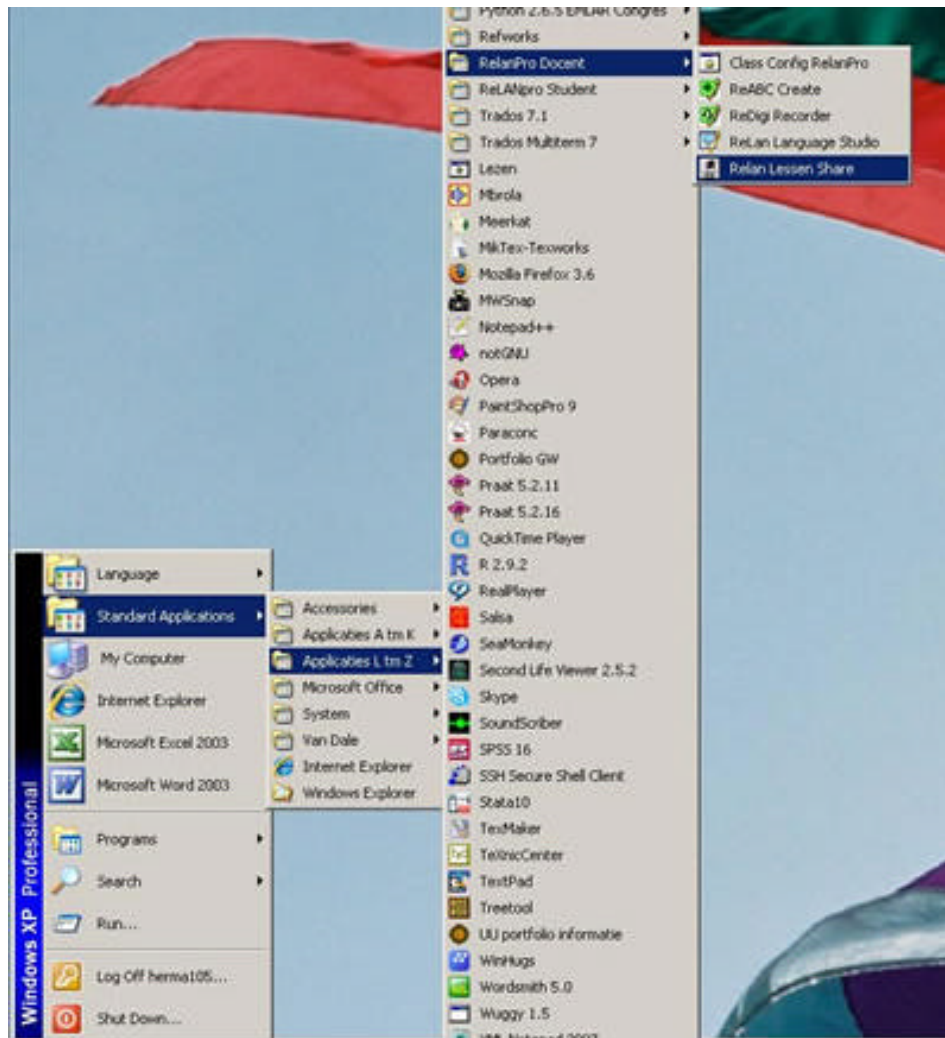 Python 2.6.5 EMLAR Congres
Refworks
RelanPro Docent
ReLANpro Student
Trados 7.1
Trados Multiterm 7
Lezen
Mbrola
Meerkat
MikTex-Texworks
Mozilla Firefox 3.6
MWSnap
Notepad++
notGNU
Opera
PaintShopPro 9
Paraconc
Portfolio GW
Praat 5.2.11
Praat 5.2.16
QuickTime Player
R 2.9.2
RealPlayer
Salsa
SeaMonkey
Second Life Viewer 2.5.2
Skype
SoundScriber
SPSS 16
SSH Secure Shell Client
Stata10
TexMaker
TeXnicCenter
TextPad
Treetool
UU portfolio informatie
WinHugs
Wordsmith 5.0
Wuggy 1.5
XML Notepad 2007
Class Config RelanPro
ReABC Create
ReDigi Recorder
ReLan Language Studio
Relan Lessen Share
Language
Standard Applications
My Computer
Internet Explorer
Microsoft Excel 2003
Microsoft Word 2003
Programs
Search
Run...
Log Off herma105...
Shut Down...
Windows XP Professional
Accessories
Applicaties A tm K
Applicaties L tm Z
Microsoft Office
System
Van Dale
Internet Explorer
Windows Explorer